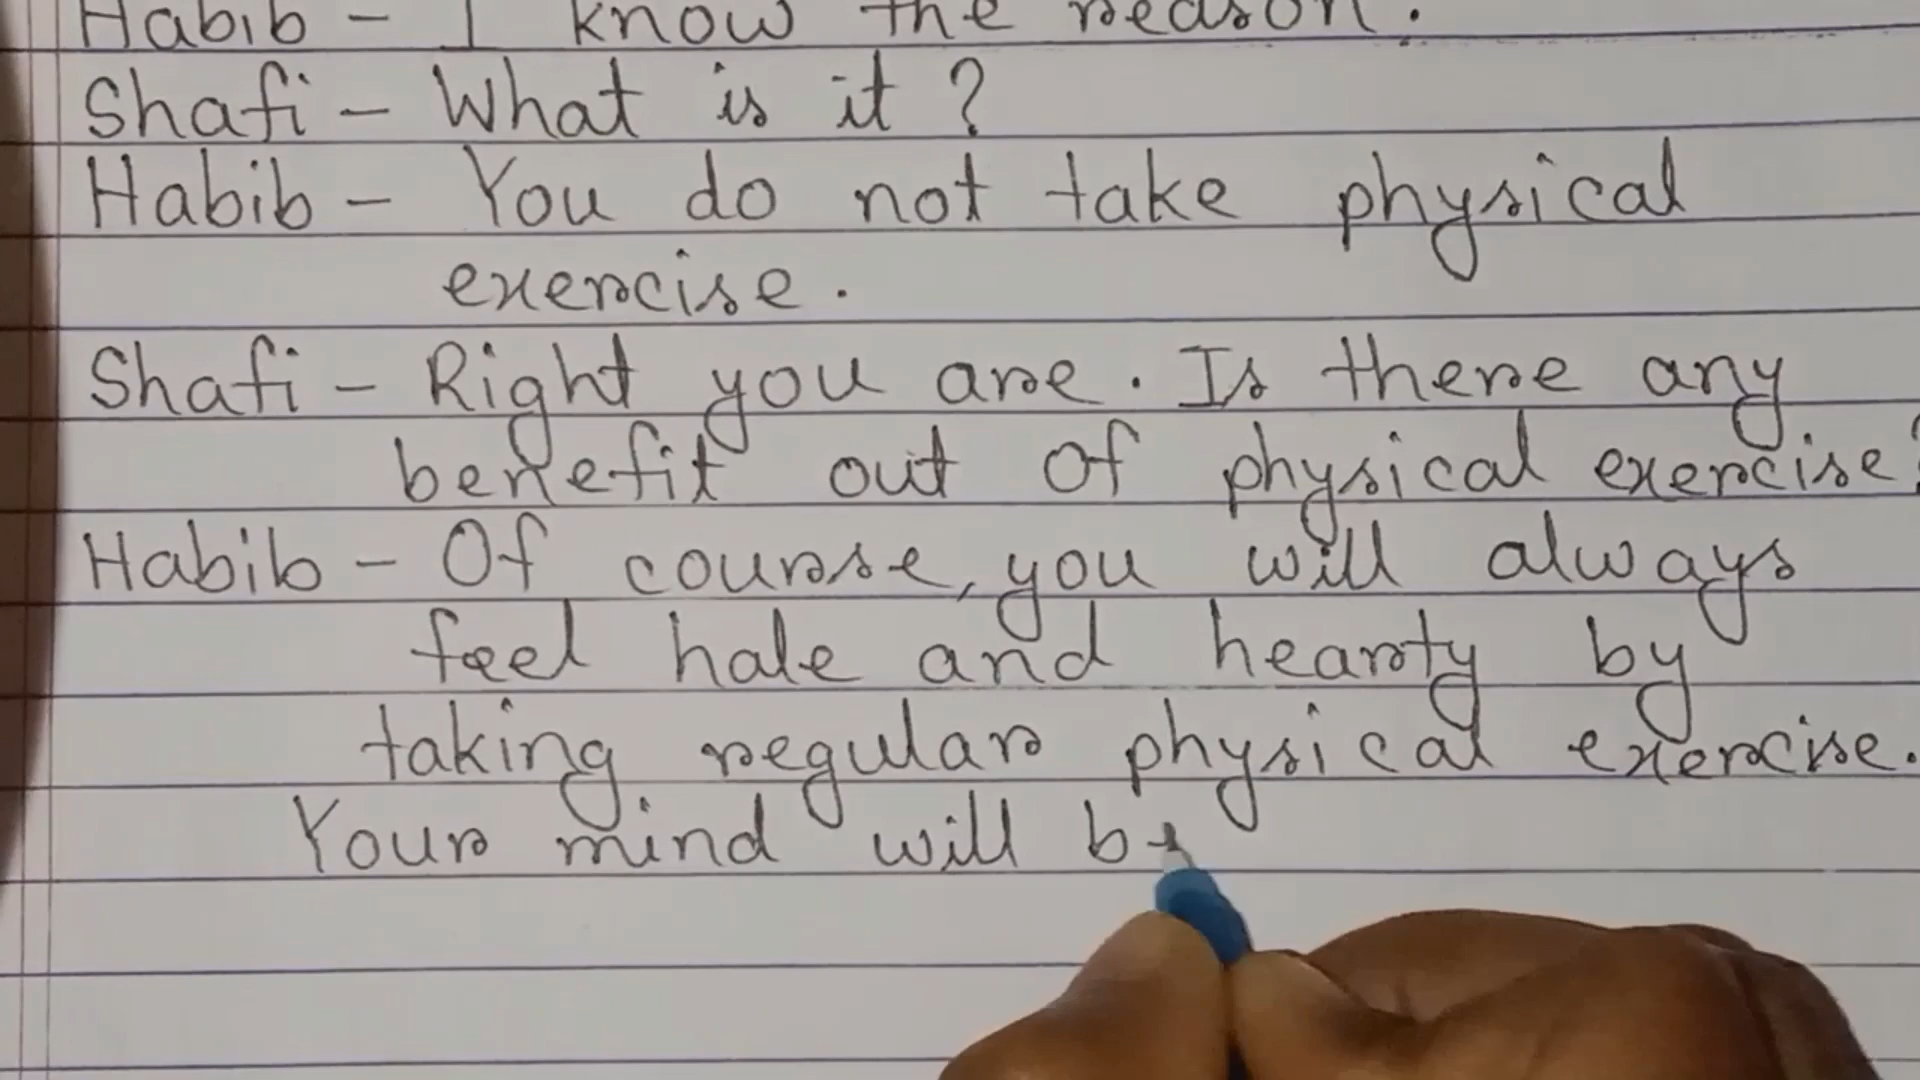 Habib - I know the reason.
Shafi - What is it?
Habib - You do not take physical
exercise.
Shafi - Right you are. Is there any
benefit out of physical exercise?
Habib - Of course, you will always
feel hale and hearty by
taking regular physical exercise.
Your mind will be